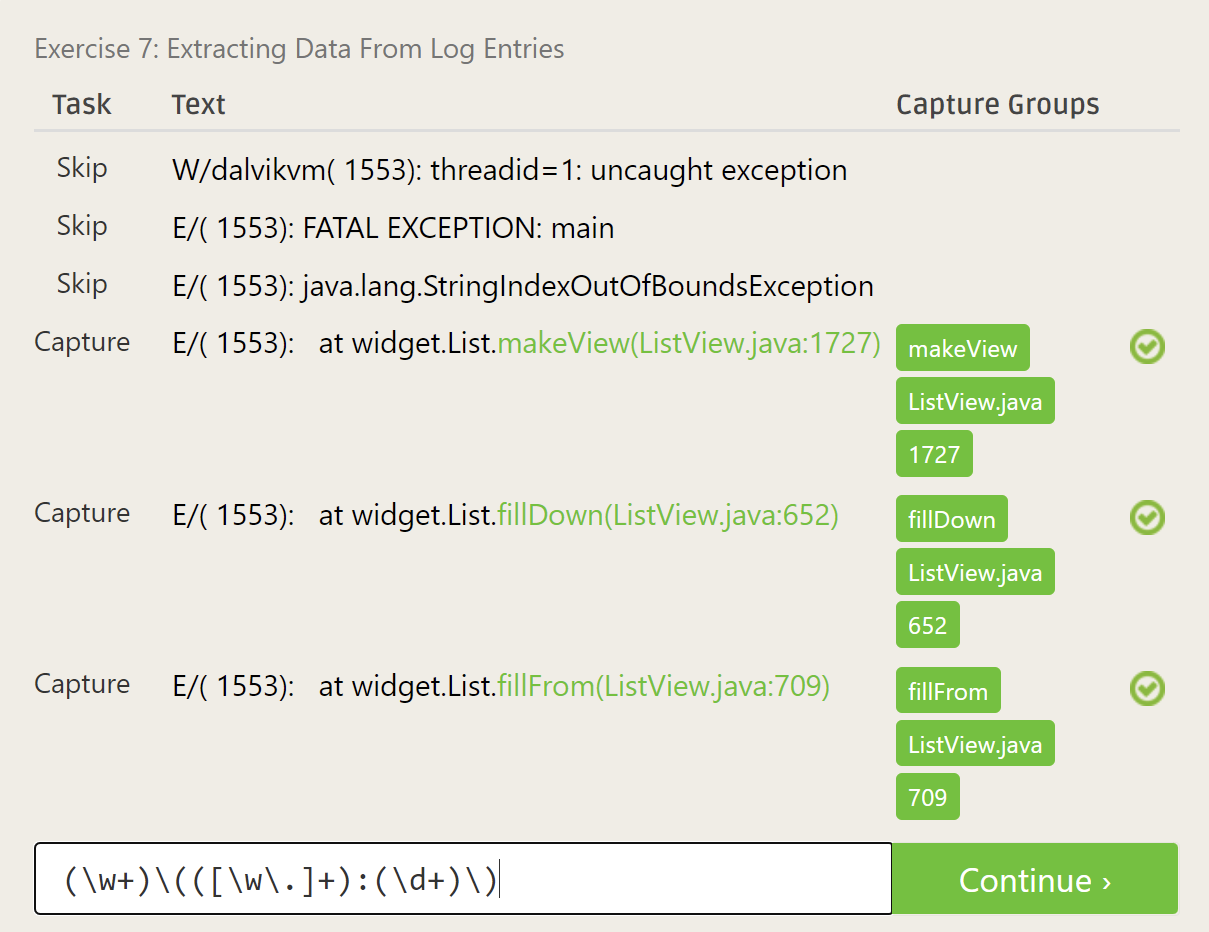 Exercise 7: Extracting Data From Log Entries
Task Text Capture Groups
Skip W/dalvikvm( 1553): threadid=1: uncaught exception
Skip E/( 1553): FATAL EXCEPTION: main
Skip E/( 1553): java.lang.StringIndexOutOfBoundsException
Capture E/( 1553):   at widget.List.makeView(ListView.java:1727) makeView
ListView.java
1727
Capture E/( 1553):   at widget.List.fillDown(ListView.java:652) fillDown
ListView.java
652
Capture E/( 1553):   at widget.List.fillFrom(ListView.java:709) fillFrom
ListView.java
709
(\w+)\(([\w\.]+):(\d+)\) Continue ›